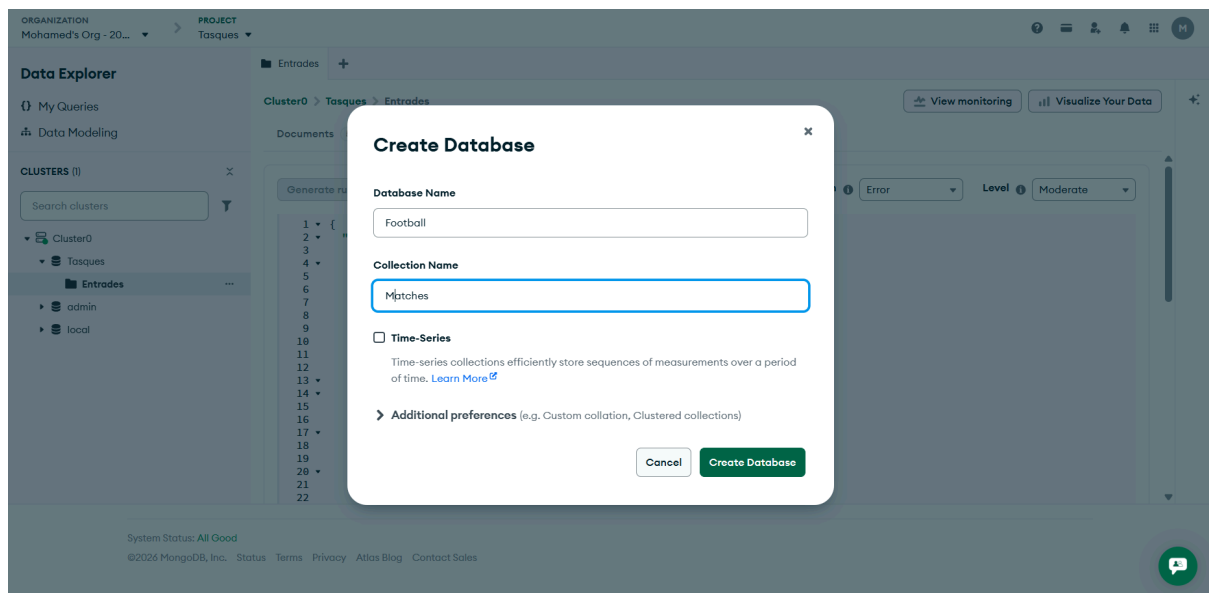 ORGANIZATION
Mohamed's Org - 20...
PROJECT
Tasques
M
Data Explorer
{} My Queries
Data Modeling
CLUSTERS (1)
Search clusters
Cluster0
Tasques
Entrades
...
admin
local
Entrades
+
Cluster0 > Tasques > Entrades
View monitoring
Visualize Your Data
Documents
Generate ru
Error
Level
Moderate
1 {
2 "
3
4
5
6
7
8
9
10
11
12
13
14
15
16
17
18
19
20
21
22
Create Database
Database Name
Football
Collection Name
Matches
Time-Series
Time-series collections efficiently store sequences of measurements over a period
of time. Learn More
Additional preferences (e.g. Custom collation, Clustered collections)
Cancel
Create Database
System Status: All Good
©2026 MongoDB, Inc. Status Terms Privacy Atlas Blog Contact Sales